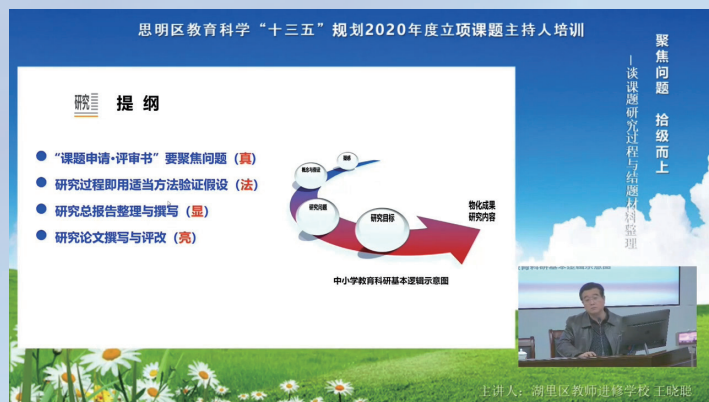 思明区教育科学“十三五”规划2020年度立项课题主持人培训
聚焦问题 拾级而上
—谈课题研究过程与结题材料整理
研究 提 纲
“课题申请·评审书”要聚焦问题（真）
研究过程即用适当方法验证假设（法）
研究总报告整理与撰写（显）
研究论文撰写与评改（亮）
概念与假设
研究问题
研究目标
物化成果
研究内容
中小学教育科研基本逻辑示意图
主讲人：湖里区教师进修学校 王晓聪